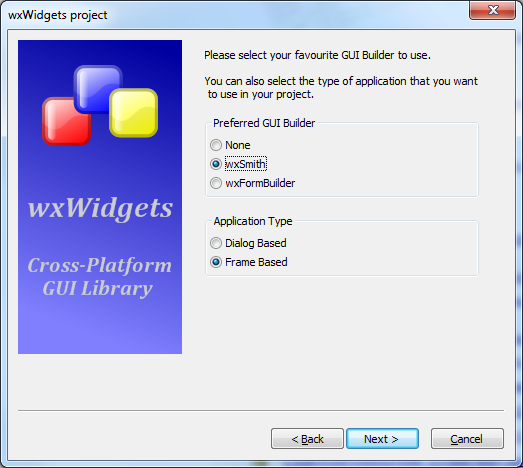 wxWidgets project
Please select your favourite GUI Builder to use.
You can also select the type of application that you want
to use in your project.
Preferred GUI Builder
None
wxSmith
wxFormBuilder
Application Type
Dialog Based
Frame Based
wxWidgets
Cross-Platform
GUI Library
< Back
Next >
Cancel